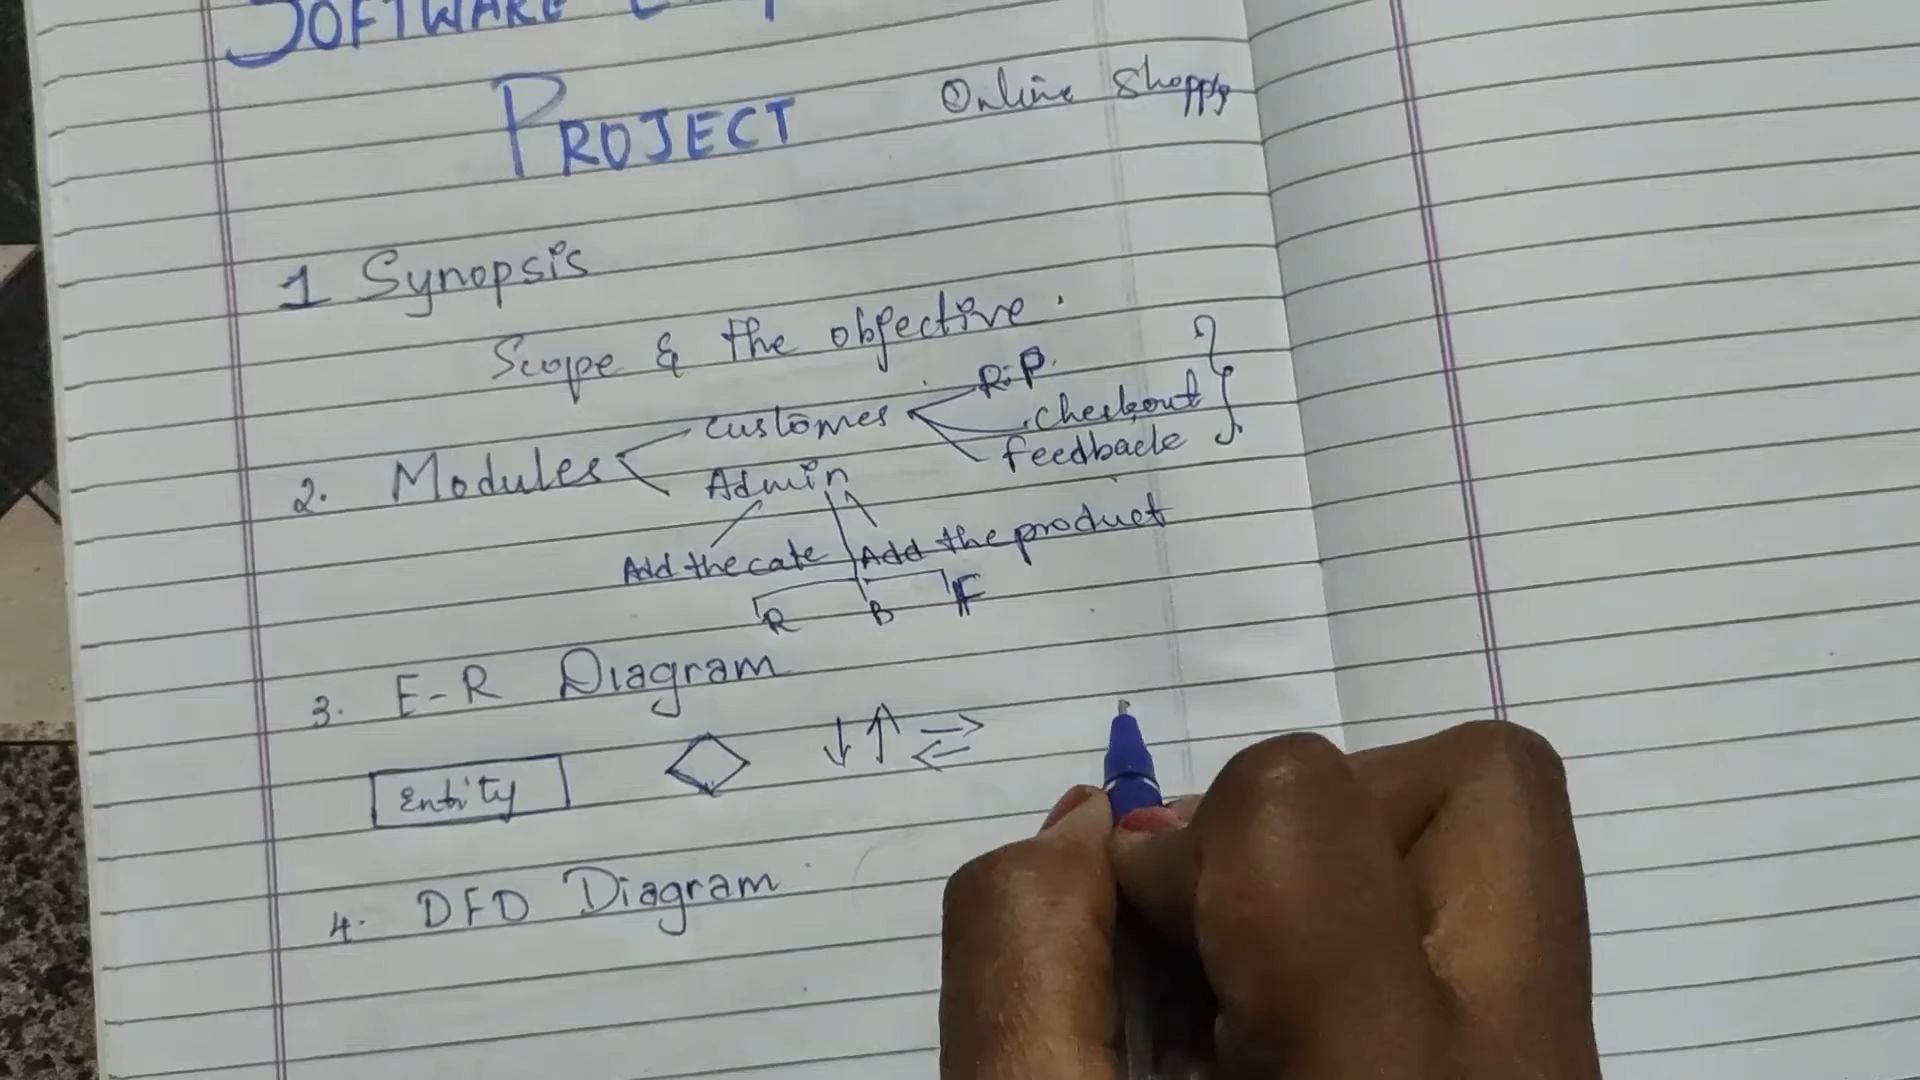 SOFTWARE
PROJECT
Online Shoppg
1 Synopsis
Scope & the objective.
R.P.
2. Modules customes checkout
feedback
Admin
Add the cate Add the product
R B F
3. E-R Diagram
Entity
4. DFD Diagram